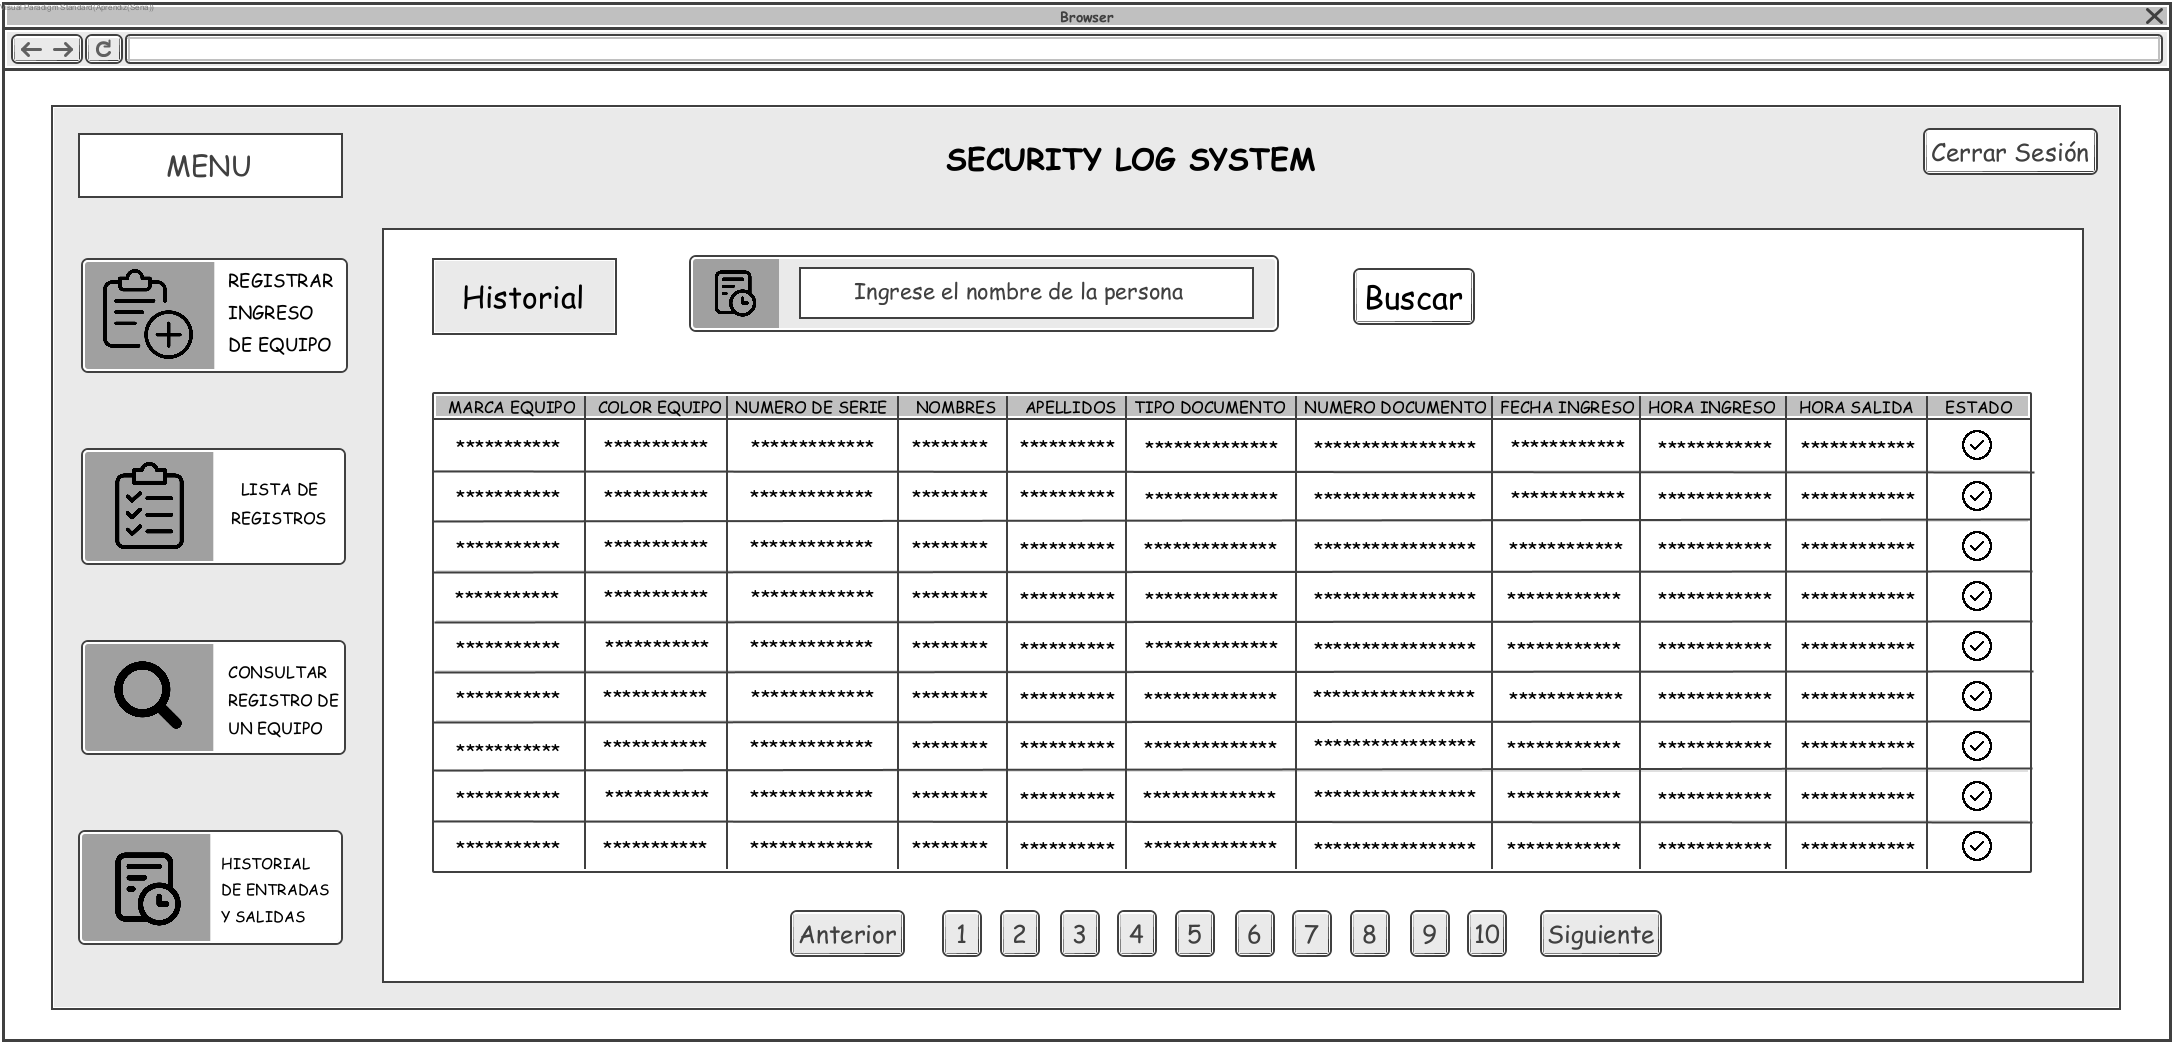 Visual Paradigm Standard(Aprendiz(Sena))
Browser
MENU
SECURITY LOG SYSTEM
Cerrar Sesión
REGISTRAR
INGRESO
DE EQUIPO
LISTA DE
REGISTROS
CONSULTAR
REGISTRO DE
UN EQUIPO
HISTORIAL
DE ENTRADAS
Y SALIDAS
Historial
Ingrese el nombre de la persona
Buscar
MARCA EQUIPO COLOR EQUIPO NUMERO DE SERIE NOMBRES APELLIDOS TIPO DOCUMENTO NUMERO DOCUMENTO FECHA INGRESO HORA INGRESO HORA SALIDA ESTADO
*********** *********** ************* ******** ********** ************** ***************** ************ ************ ************
*********** *********** ************* ******** ********** ************** ***************** ************ ************ ************
*********** *********** ************* ******** ********** ************** ***************** ************ ************ ************
*********** *********** ************* ******** ********** ************** ***************** ************ ************ ************
*********** *********** ************* ******** ********** ************** ***************** ************ ************ ************
*********** *********** ************* ******** ********** ************** ***************** ************ ************ ************
*********** *********** ************* ******** ********** ************** ***************** ************ ************ ************
*********** *********** ************* ******** ********** ************** ***************** ************ ************ ************
*********** *********** ************* ******** ********** ************** ***************** ************ ************ ************
Anterior 1 2 3 4 5 6 7 8 9 10 Siguiente